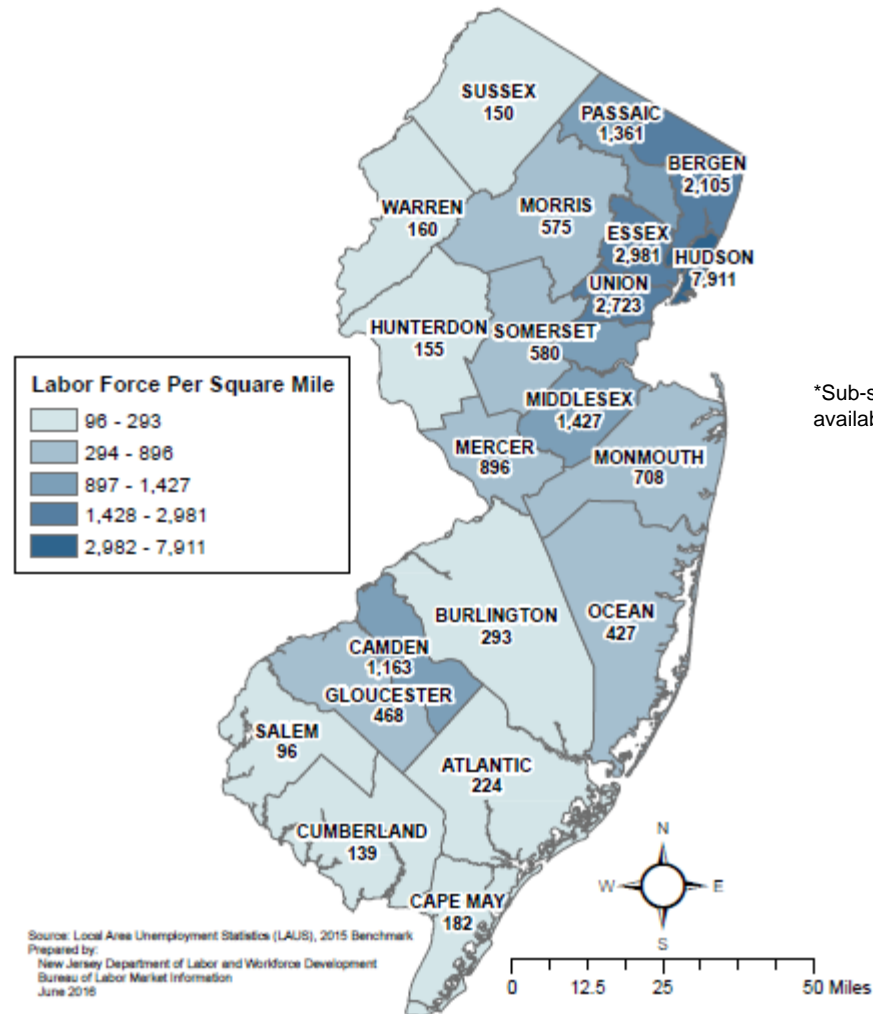 SUSSEX
150
PASSAIC
1,361
BERGEN
2,105
WARREN
160
MORRIS
575
ESSEX
2,981
HUDSON
7,911
UNION
2,723
HUNTERDON
155
SOMERSET
580
Labor Force Per Square Mile
96 - 293
294 - 896
897 - 1,427
1,428 - 2,981
2,982 - 7,911
*Sub-s
availab
MIDDLESEX
1,427
MERCER
896
MONMOUTH
708
BURLINGTON
293
OCEAN
427
CAMDEN
1,163
GLOUCESTER
468
SALEM
96
ATLANTIC
224
CUMBERLAND
139
CAPE MAY
182
N
W E
S
Source: Local Area Unemployment Statistics (LAUS), 2015 Benchmark
Prepared by:
New Jersey Department of Labor and Workforce Development
Bureau of Labor Market Information
June 2016
0 12.5 25 50 Miles